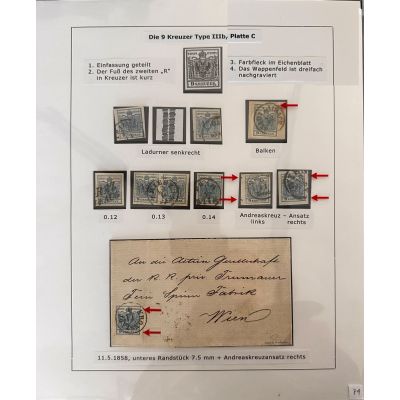 Die 9 Kreuzer Type IIIb, Platte C
1. Einfassung geteilt
2. Der Fuß des zweiten „R"
in Kreuzer ist kurz
3. Farbfleck im Eichenblatt
4. Das Wappenfeld ist dreifach
nachgraviert
9 KREUZER
Ladurner senkrecht
Balken
0.12
0.13
0.14
Andreaskreuz – Ansatz
links
rechts
An die Actien Gesellschaft
der K. K. priv. Trumauer
Spinn Fabrik
Wien
11.5.1858, unteres Randstück 7.5 mm + Andreaskreuzansatz rechts